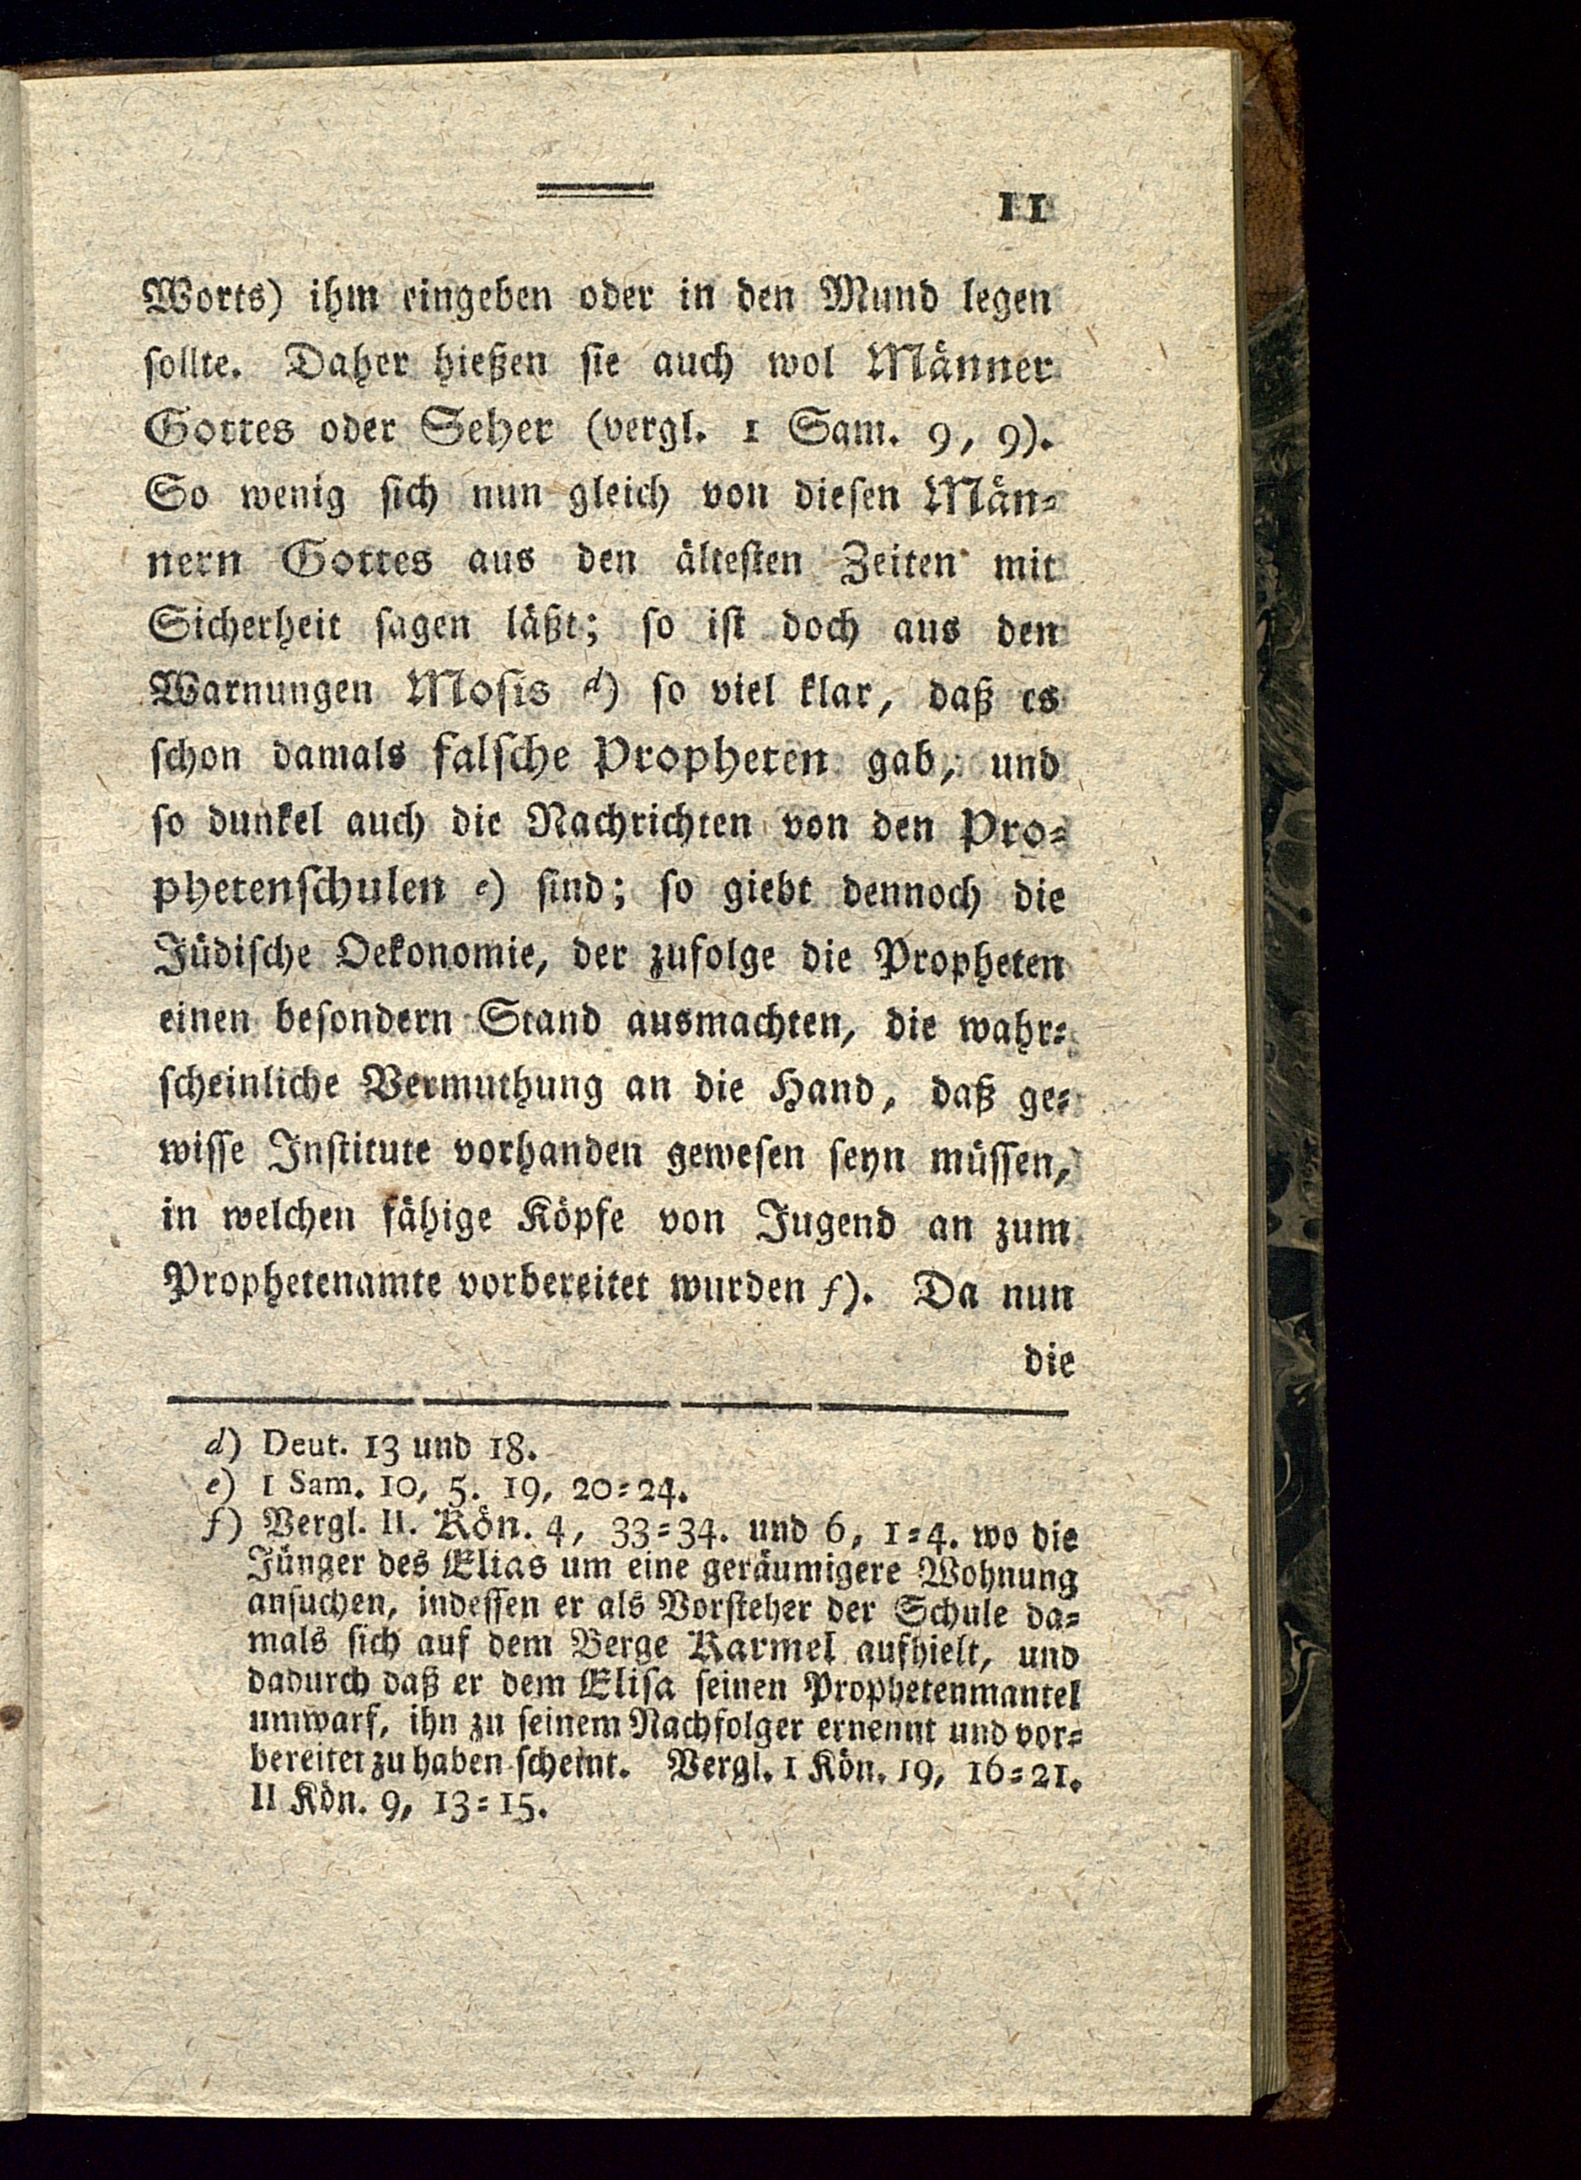 11
Worts) ihm eingeben oder in den Mund legen
ſollte. Daher hießen ſie auch wol Männer
Gottes oder Seher (vergl. 1 Sam. 9, 9).
So wenig ſich nun gleich von dieſen Män⸗
nern Gottes aus den älteſten Zeiten mit
Sicherheit ſagen läßt; ſo iſt doch aus den
Warnungen Moſis d) ſo viel klar, daß es
ſchon damals falſche Propheten gab, und
ſo dunkel auch die Nachrichten von den Pro⸗
phetenſchulen e) ſind; ſo giebt dennoch die
Jüdiſche Oekonomie, der zufolge die Propheten
einen beſondern Stand ausmachten, die wahr⸗
ſcheinliche Vermuthung an die Hand, daß ge⸗
wiſſe Inſtitute vorhanden geweſen ſeyn müſſen,
in welchen fähige Köpfe von Jugend an zum
Prophetenamte vorbereitet wurden f). Da nun
die
d) Deut. 13 und 18.
e) I Sam. 10, 5. 19, 20⸗24.
f) Vergl. II. Kön. 4, 33⸗34. und 6, 1⸗4. wo die
Jünger des Elias um eine geräumigere Wohnung
anſuchen, indeſſen er als Vorſteher der Schule da⸗
mals ſich auf dem Berge Karmel aufhielt, und
dadurch daß er dem Eliſa ſeinen Prophetenmantel
umwarf, ihn zu ſeinem Nachfolger ernennt und vor⸗
bereitet zu haben ſcheint. Vergl. I Kön. 19, 16⸗21.
II Kön. 9, 13⸗15.